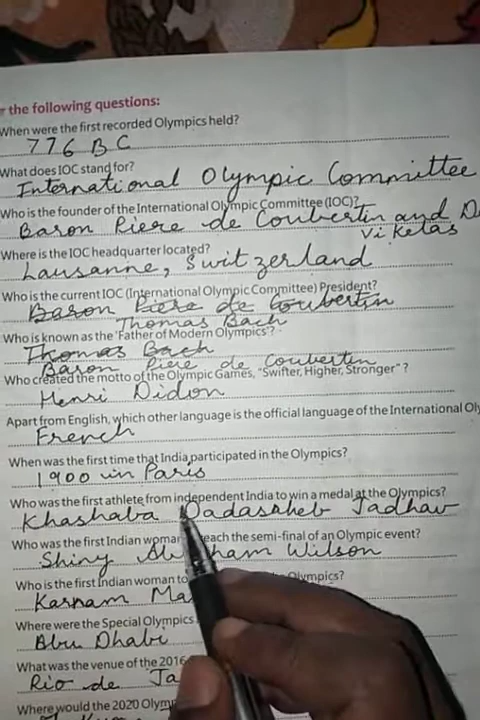 the following questions:
When were the first recorded Olympics held?
776 BC
What does IOC stand for?
International Olympic Committee
Who is the founder of the International Olympic Committee (IOC)?
Baron Piere de Coubertin and D
Vikelas
Where is the IOC headquarter located?
Lausanne, Switzerland
Who is the current IOC (International Olympic Committee) President?
Baron Piere de Coubertin
Thomas Bach
Who is known as the 'Father of Modern Olympics'?
Thomas Bach
Baron Piere de Coubertin
Who created the motto of the Olympic Games, "Swifter, Higher, Stronger"?
Henri Didon
Apart from English, which other language is the official language of the International Oly
French
When was the first time that India participated in the Olympics?
1900 in Paris
Who was the first athlete from independent India to win a medal at the Olympics?
Khashaba Dadasaheb Jadhav
Who was the first Indian woman reach the semi-final of an Olympic event?
Shiny Wilson
Who is the first Indian woman to Olympics?
Karnam Ma
Where were the Special Olympics
Abu Dhabi
What was the venue of the 2016
Rio de Ja
Where would the 2020 Olymp